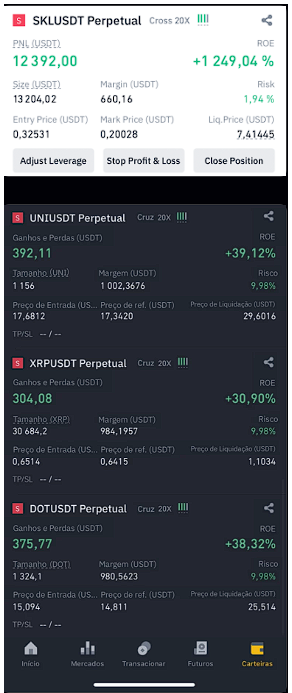 S SKLUSDT Perpetual Cross 20X
PNL (USDT) ROE
12 392,00 +1 249,04 %
Size (USDT) Margin (USDT) Risk
13 204,02 660,16 1,94 %
Entry Price (USDT) Mark Price (USDT) Liq.Price (USDT)
0,32531 0,20028 7,41445
Adjust Leverage Stop Profit & Loss Close Position
S UNIUSDT Perpetual Cruz 20X
Ganhos e Perdas (USDT) ROE
392,11 +39,12%
Tamanho (UNI) Margem (USDT) Risco
1 156 1 002,3676 9,98%
Preço de Entrada (US... Preço de ref. (USDT) Preço de Liquidação (USDT)
17,6812 17,3420 29,6016
TP/SL -- / --
S XRPUSDT Perpetual Cruz 20X
Ganhos e Perdas (USDT) ROE
304,08 +30,90%
Tamanho (XRP) Margem (USDT) Risco
30 684,2 984,1957 9,98%
Preço de Entrada (US... Preço de ref. (USDT) Preço de Liquidação (USDT)
0,6514 0,6415 1,1034
TP/SL -- / --
S DOTUSDT Perpetual Cruz 20X
Ganhos e Perdas (USDT) ROE
375,77 +38,32%
Tamanho (DOT) Margem (USDT) Risco
1 324,1 980,5623 9,98%
Preço de Entrada (US... Preço de ref. (USDT) Preço de Liquidação (USDT)
15,094 14,811 25,514
TP/SL -- / --
Início Mercados Transacionar Futuros Carteiras